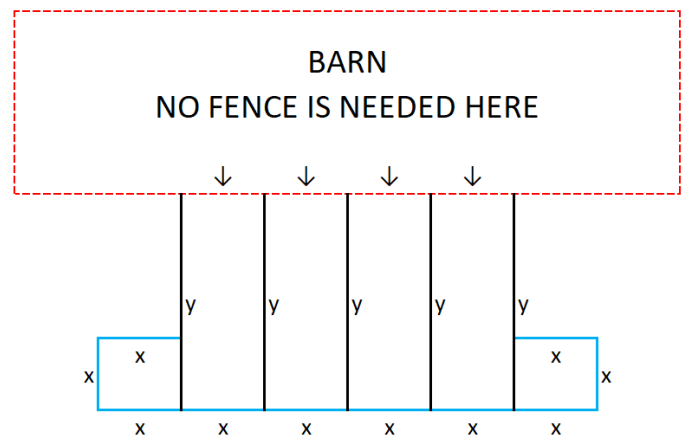 BARN
NO FENCE IS NEEDED HERE
↓ ↓ ↓ ↓
y y y y y
x x
x x
x x x x x x